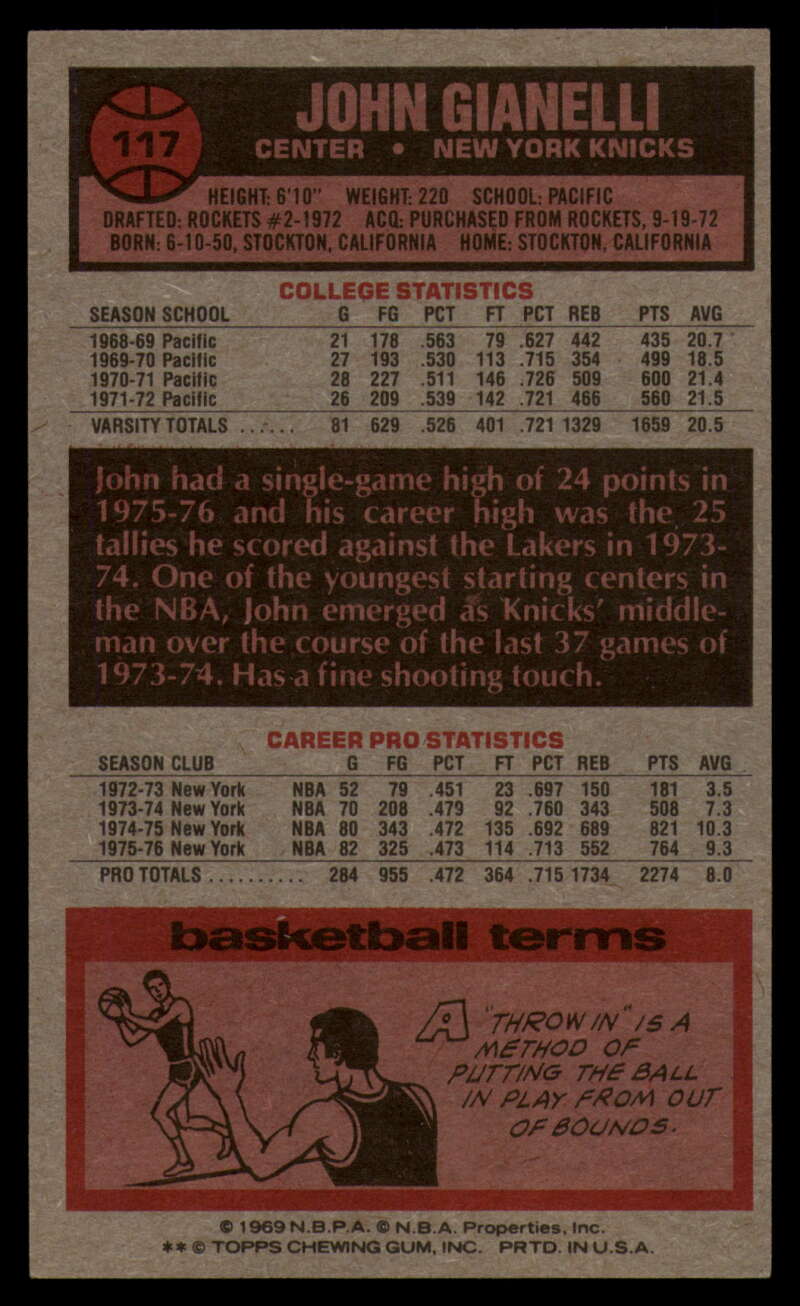 117
JOHN GIANELLI
CENTER • NEW YORK KNICKS
HEIGHT: 6'10" WEIGHT: 220 SCHOOL: PACIFIC
DRAFTED: ROCKETS #2-1972 ACQ: PURCHASED FROM ROCKETS, 9-19-72
BORN: 6-10-50, STOCKTON, CALIFORNIA HOME: STOCKTON, CALIFORNIA
COLLEGE STATISTICS
SEASON SCHOOL G FG PCT FT PCT REB PTS AVG
1968-69 Pacific 21 178 .563 79 .627 442 435 20.7
1969-70 Pacific 27 193 .530 113 .715 354 499 18.5
1970-71 Pacific 28 227 .511 146 .726 509 600 21.4
1971-72 Pacific 26 209 .539 142 .721 466 560 21.5
VARSITY TOTALS ...... 81 629 .526 401 .721 1329 1659 20.5
John had a single-game high of 24 points in
1975-76 and his career high was the 25
tallies he scored against the Lakers in 1973-
74. One of the youngest starting centers in
the NBA, John emerged as Knicks' middle-
man over the course of the last 37 games of
1973-74. Has a fine shooting touch.
CAREER PRO STATISTICS
SEASON CLUB G FG PCT FT PCT REB PTS AVG
1972-73 New York NBA 52 79 .451 23 .697 150 181 3.5
1973-74 New York NBA 70 208 .479 92 .760 343 508 7.3
1974-75 New York NBA 80 343 .472 135 .692 689 821 10.3
1975-76 New York NBA 82 325 .473 114 .713 552 764 9.3
PRO TOTALS .......... 284 955 .472 364 .715 1734 2274 8.0
basketball terms
A "THROW IN" IS A
METHOD OF
PUTTING THE BALL
IN PLAY FROM OUT
OF BOUNDS.
© 1969 N.B.P.A. © N.B.A. Properties, Inc.
** © TOPPS CHEWING GUM, INC. PRTD. IN U.S.A.